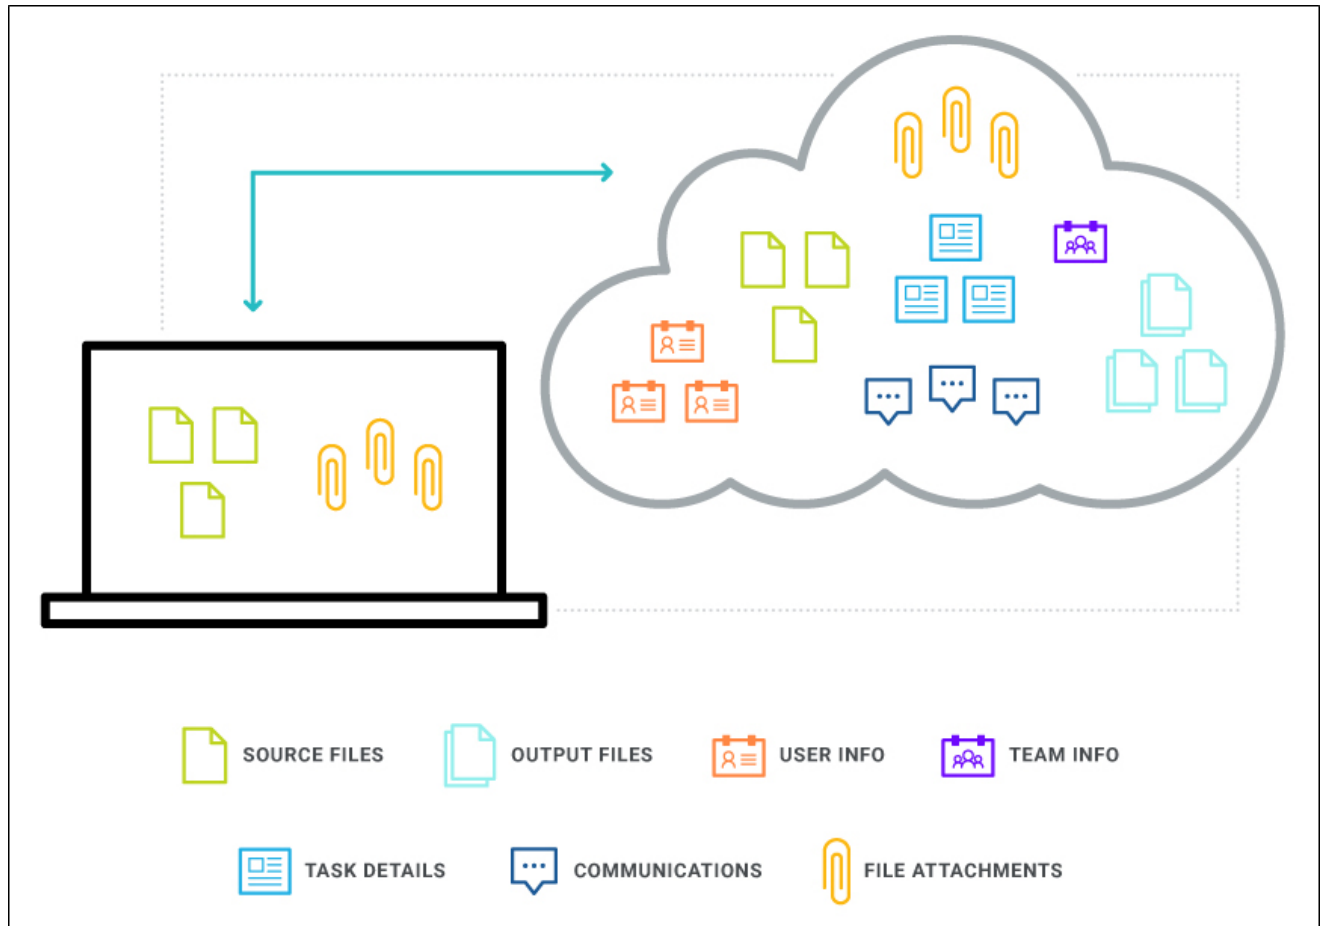 SOURCE FILES
OUTPUT FILES
USER INFO
TEAM INFO
TASK DETAILS
COMMUNICATIONS
FILE ATTACHMENTS